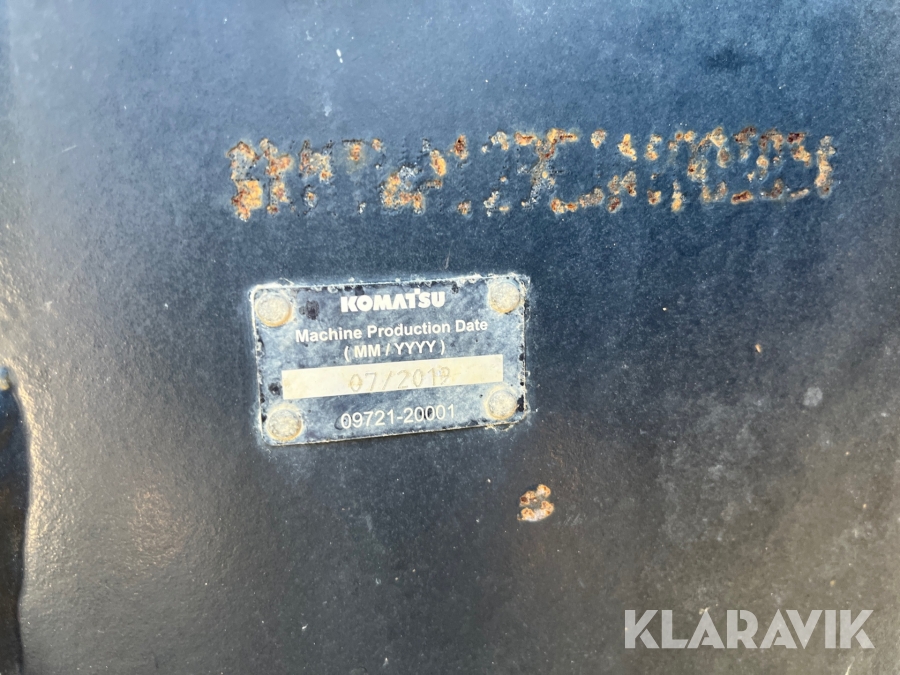 KOMATSU
Machine Production Date
( MM / YYYY )
07/2019
09721-20001
KLARAVIK